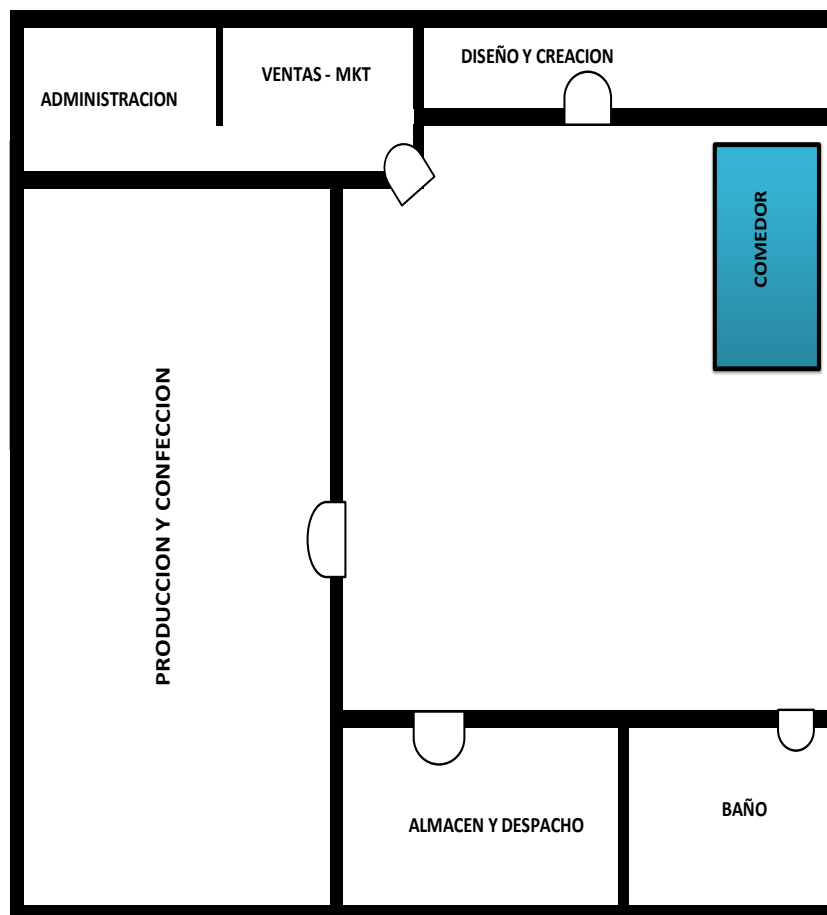 ADMINISTRACION
VENTAS - MKT
DISEÑO Y CREACION
COMEDOR
PRODUCCION Y CONFECCION
ALMACEN Y DESPACHO
BAÑO